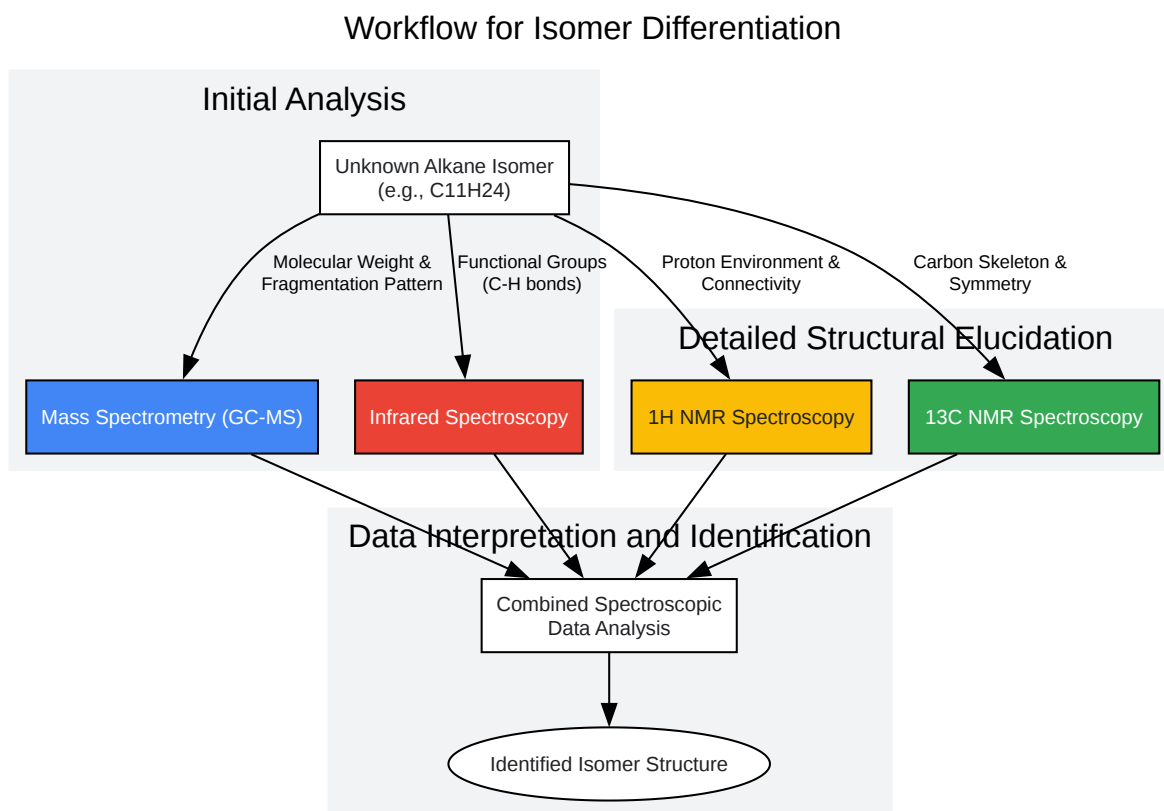 Workflow for Isomer Differentiation
Initial Analysis
Unknown Alkane Isomer
(e.g., C11H24)
Molecular Weight &
Fragmentation Pattern
Functional Groups
(C-H bonds)
Proton Environment &
Connectivity
Carbon Skeleton &
Symmetry
Detailed Structural Elucidation
Mass Spectrometry (GC-MS)
Infrared Spectroscopy
1H NMR Spectroscopy
13C NMR Spectroscopy
Data Interpretation and Identification
Combined Spectroscopic
Data Analysis
Identified Isomer Structure